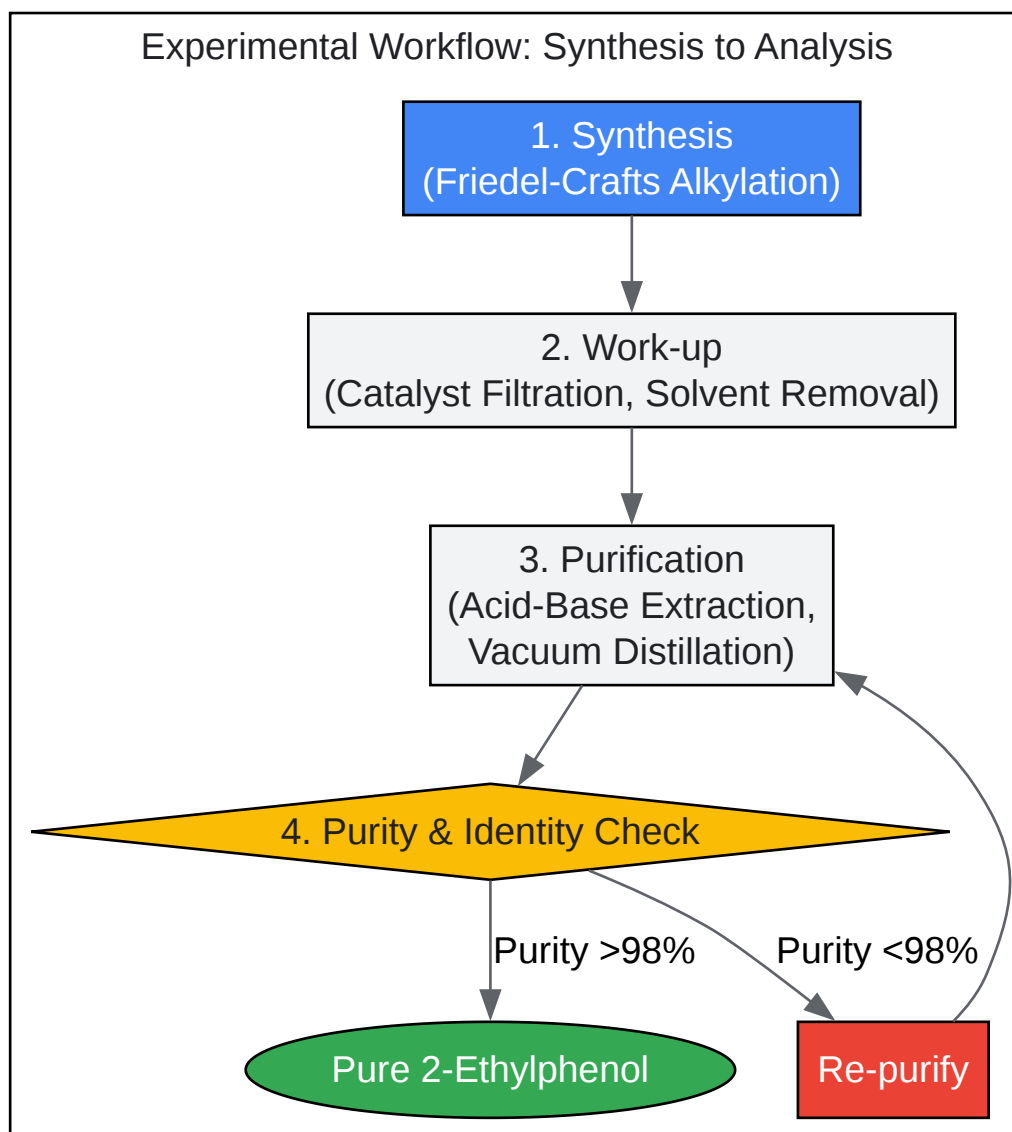 Experimental Workflow: Synthesis to Analysis
1. Synthesis
(Friedel-Crafts Alkylation)
2. Work-up
(Catalyst Filtration, Solvent Removal)
3. Purification
(Acid-Base Extraction,
Vacuum Distillation)
4. Purity & Identity Check
Purity >98%
Purity <98%
Pure 2-Ethylphenol
Re-purify